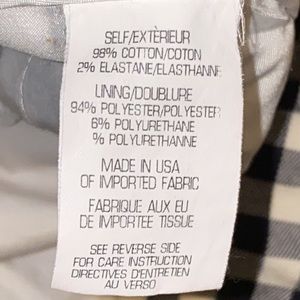 SELF/EXTÈRIEUR
98% COTTON/COTON
2% ELASTANE/ELASTHANNE
LINING/DOUBLURE
94% POLYESTER/POLYESTER
6% POLYURETHANE
% POLYURETHANE
MADE IN USA
OF IMPORTED FABRIC
FABRIQUE AUX EU
DE IMPORTEE TISSUE
SEE REVERSE SIDE
FOR CARE INSTRUCTION
DIRECTIVES D'ENTRETIEN
AU VERSO